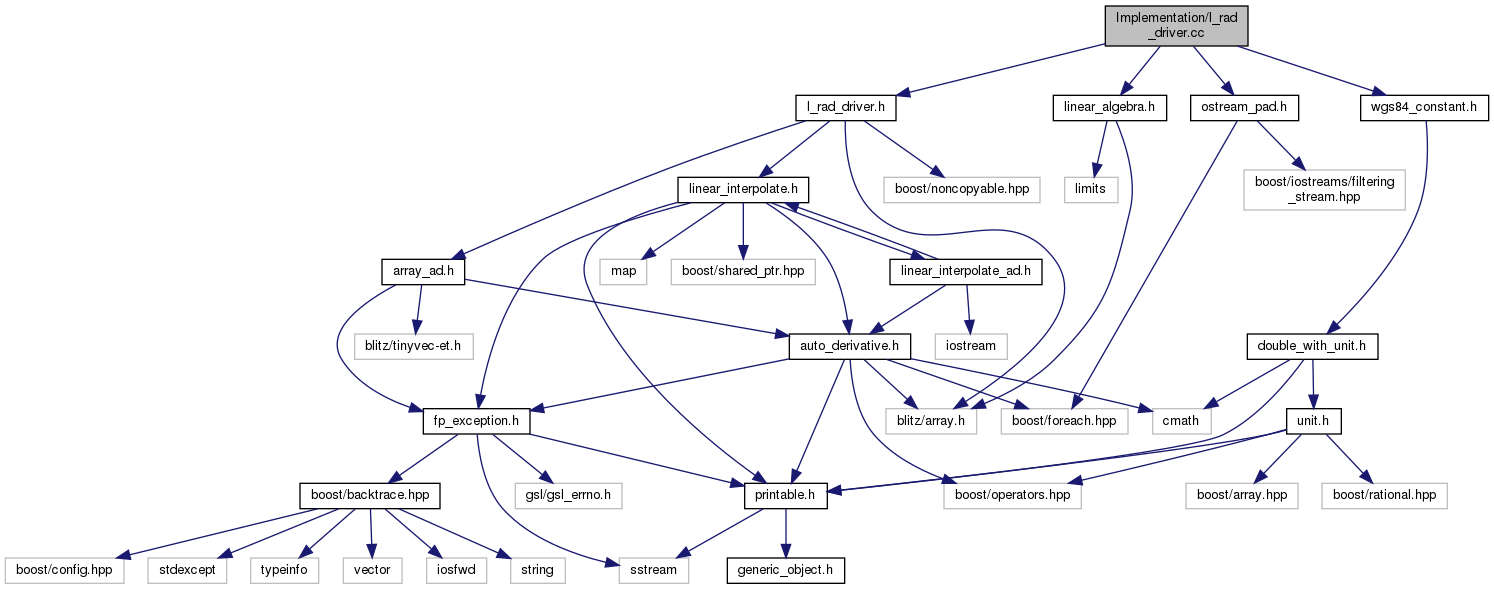 Implementation/l_rad
_driver.cc
l_rad_driver.h
linear_algebra.h
ostream_pad.h
wgs84_constant.h
linear_interpolate.h
boost/noncopyable.hpp
limits
boost/iostreams/filtering
_stream.hpp
array_ad.h
map
boost/shared_ptr.hpp
linear_interpolate_ad.h
blitz/tinyvec-et.h
auto_derivative.h
iostream
double_with_unit.h
fp_exception.h
blitz/array.h
boost/foreach.hpp
cmath
unit.h
boost/backtrace.hpp
gsl/gsl_errno.h
printable.h
boost/operators.hpp
boost/array.hpp
boost/rational.hpp
boost/config.hpp
stdexcept
typeinfo
vector
iosfwd
string
sstream
generic_object.h